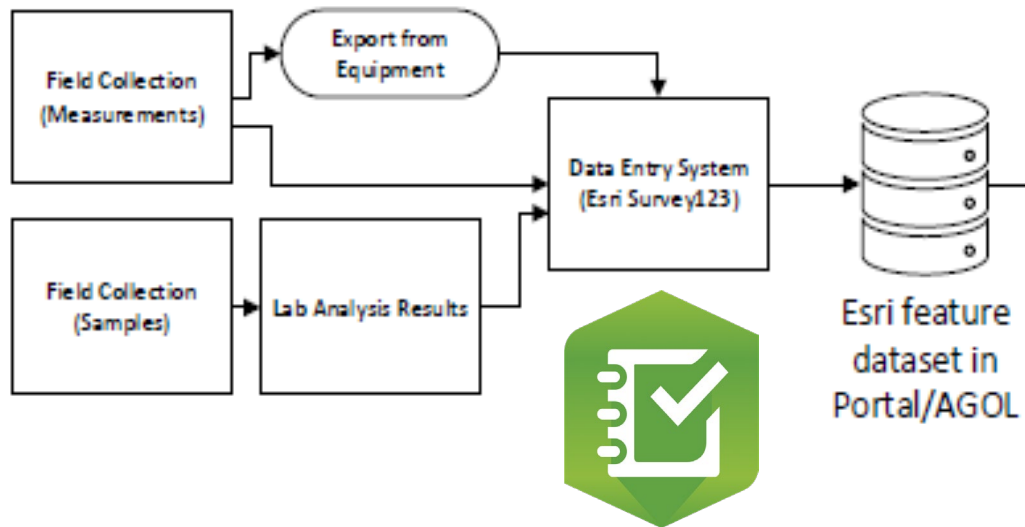 Export from
Equipment
Field Collection
(Measurements)
Data Entry System
(Esri Survey123)
Field Collection
(Samples)
Lab Analysis Results
Esri feature
dataset in
Portal/AGOL